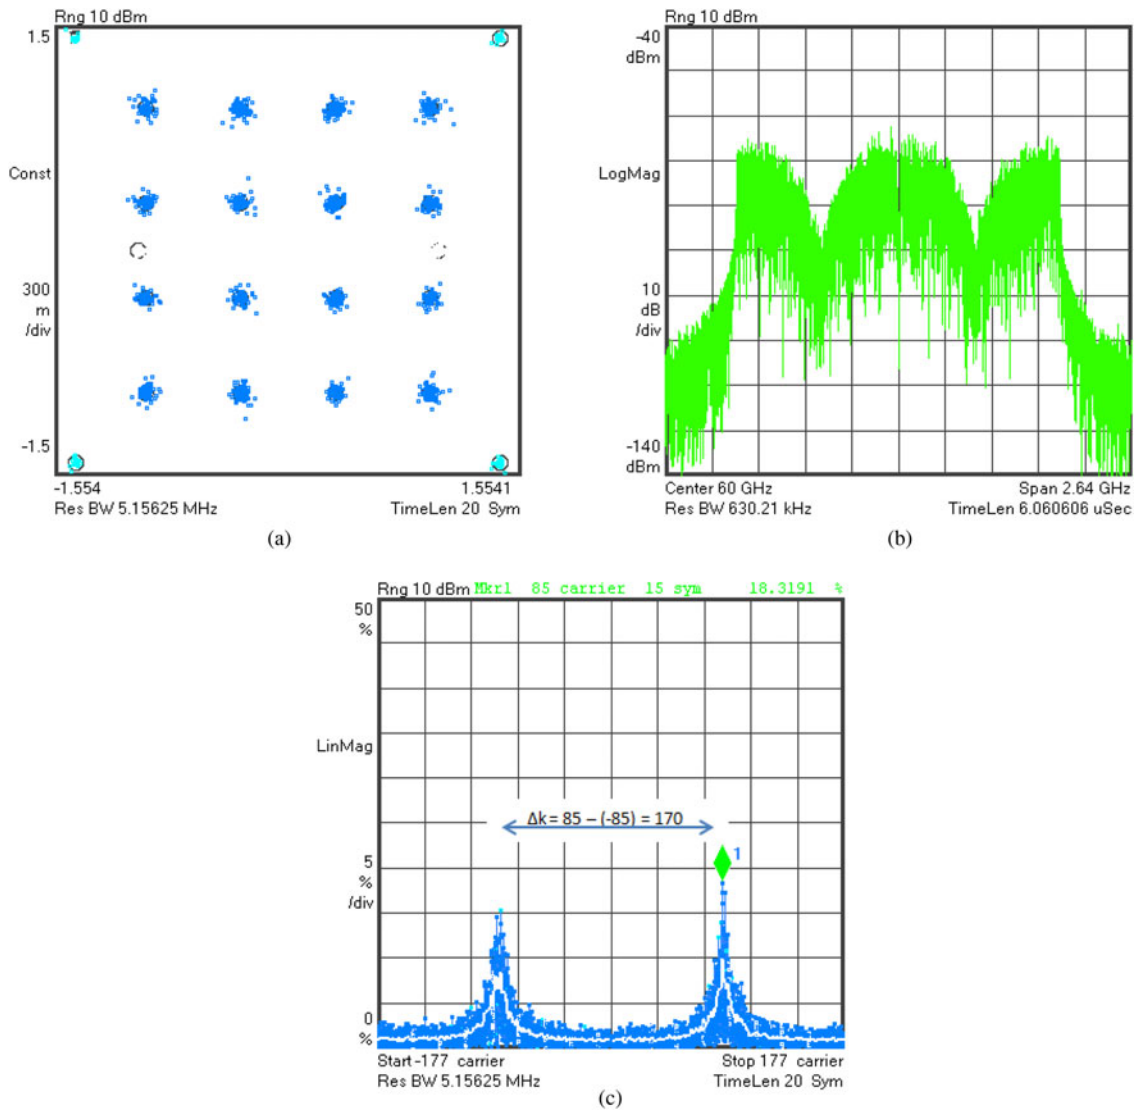 Rng 10 dBm
1.5
Const
300
m
/div
-1.5
-1.554
1.5541
Res BW 5.15625 MHz
TimeLen 20 Sym
(a)
Rng 10 dBm
-40
dBm
LogMag
10
dB
/div
-140
dBm
Center 60 GHz
Span 2.64 GHz
Res BW 630.21 kHz
TimeLen 6.060606 uSec
(b)
Rng 10 dBm Mkr1 85 carrier 15 sym 18.3191 %
50
%
LinMag
Δk = 85 – (-85) = 170
1
5
%
/div
0
%
Start -177 carrier
Stop 177 carrier
Res BW 5.15625 MHz
TimeLen 20 Sym
(c)